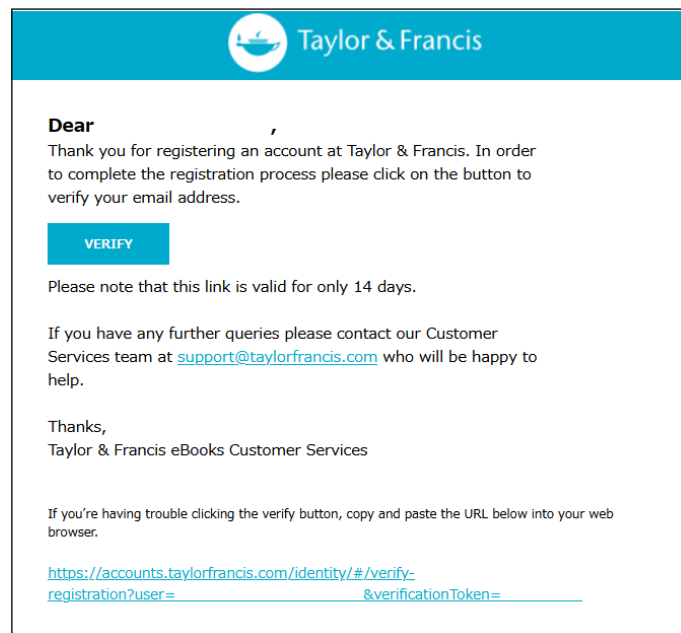 Taylor & Francis
Dear ,
Thank you for registering an account at Taylor & Francis. In order
to complete the registration process please click on the button to
verify your email address.
VERIFY
Please note that this link is valid for only 14 days.
If you have any further queries please contact our Customer
Services team at support@taylorfrancis.com who will be happy to
help.
Thanks,
Taylor & Francis eBooks Customer Services
If you’re having trouble clicking the verify button, copy and paste the URL below into your web
browser.
https://accounts.taylorfrancis.com/identity/#/verify-
registration?user= &verificationToken=